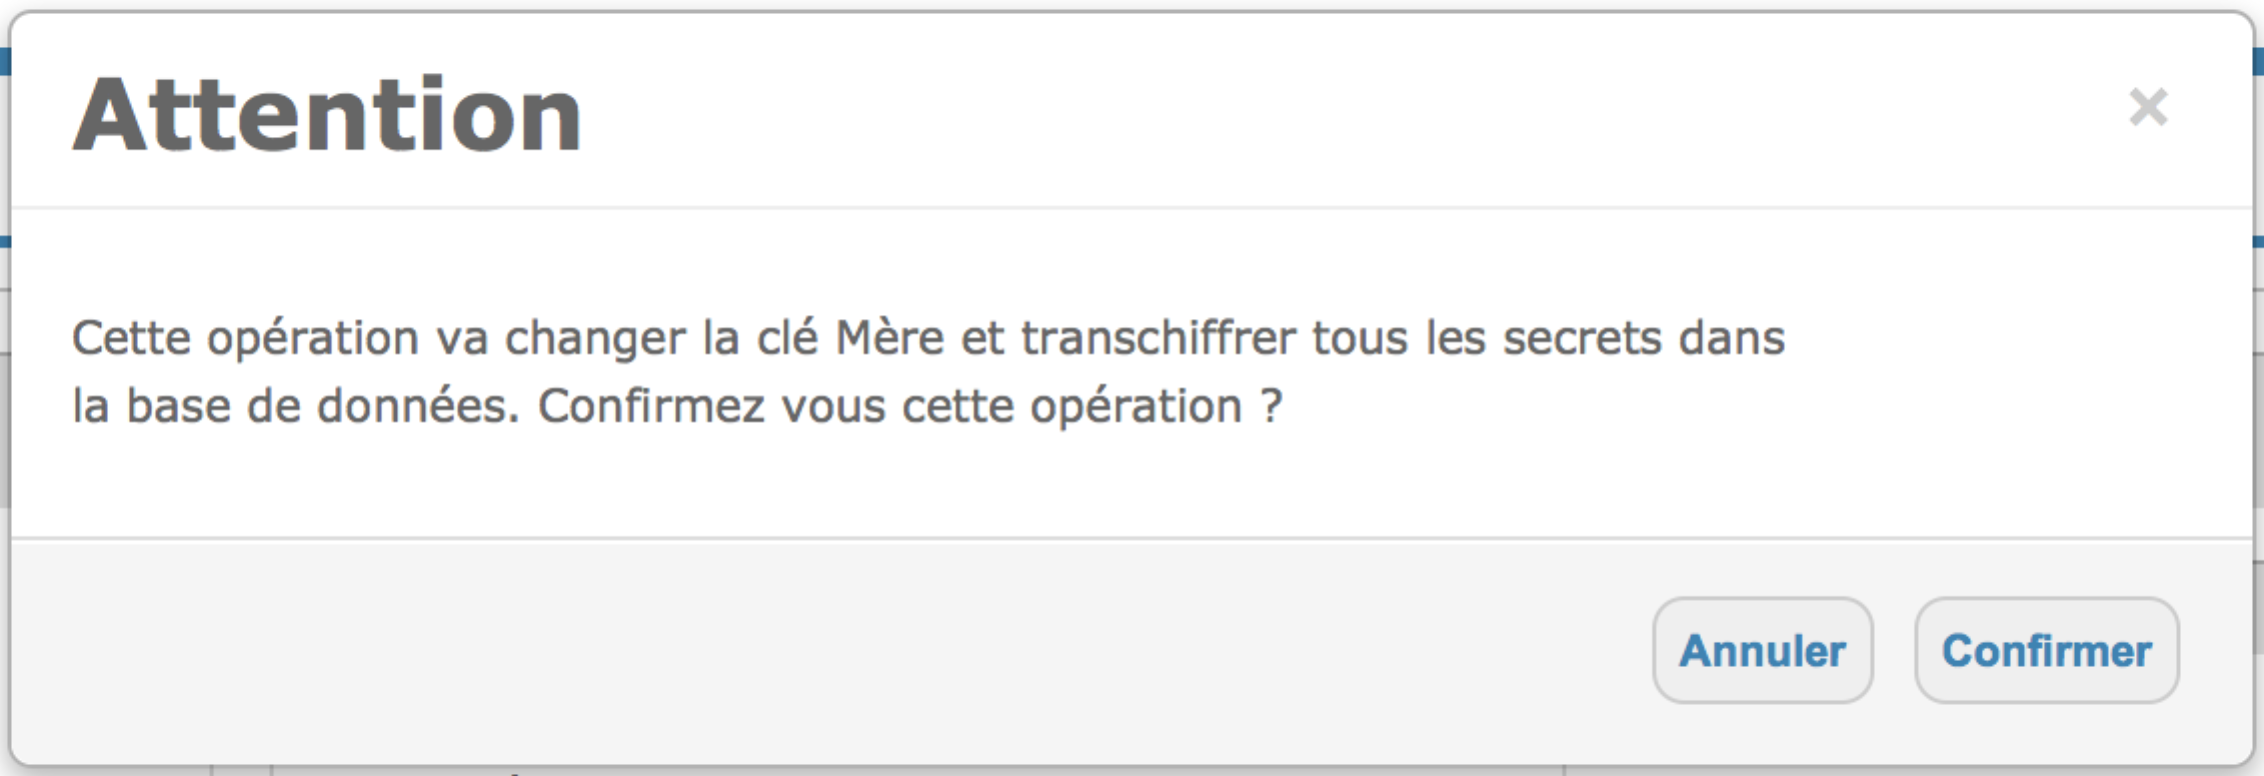 Attention
×
Cette opération va changer la clé Mère et transchiffrer tous les secrets dans
la base de données. Confirmez vous cette opération ?
Annuler
Confirmer